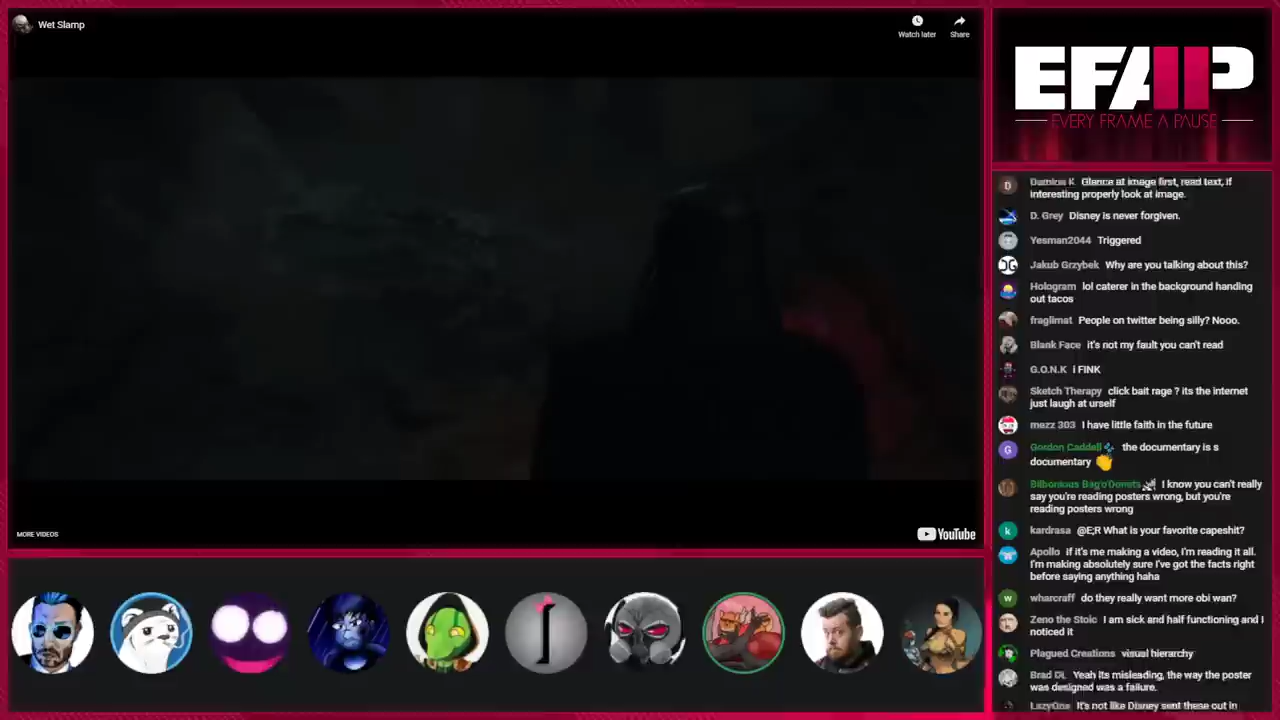 Wet Slamp
Watch later
Share
MORE VIDEOS
YouTube
EFAP
EVERY FRAME A PAUSE
Damion K. Glance at image first, read text, if
interesting properly look at image.
D. Grey Disney is never forgiven.
Yesman2044 Triggered
Jakub Grzybek Why are you talking about this?
Hologram lol caterer in the background handing
out tacos
fraglimat People on twitter being silly? Nooo.
Blank Face it's not my fault you can't read
G.O.N.K i FINK
Sketch Therapy click bait rage ? its the internet
just laugh at urself
mezz 303 I have little faith in the future
Gordon Caddell the documentary is s
documentary
Bilbonious Bag'o'Donuts I know you can't really
say you're reading posters wrong, but you're
reading posters wrong
kardrasa @E;R What is your favorite capeshit?
Apollo if it's me making a video, I'm reading it all.
I'm making absolutely sure I've got the facts right
before saying anything haha
wharcraff do they really want more obi wan?
Zeno the Stoic I am sick and half functioning and I
noticed it
Plagued Creations visual hierarchy
Brad DL Yeah its misleading, the way the poster
was designed was a failure.
LazyOnx It's not like Disney sent these out in